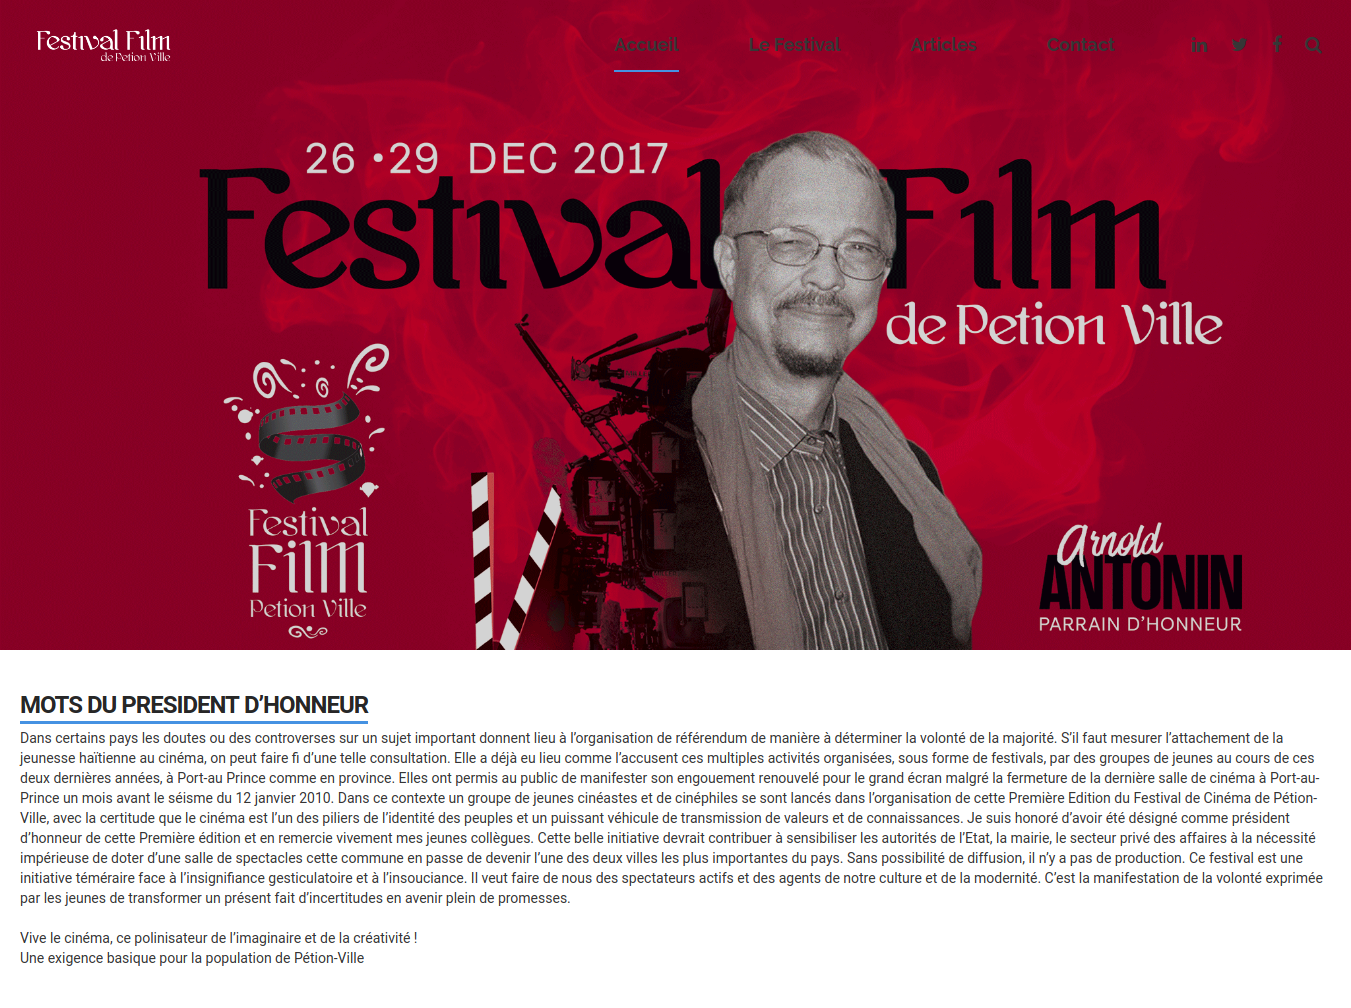 Festival Film
de Petion Ville
Accueil
Le Festival
Articles
Contact
26 • 29 DEC 2017
Festival Film
de Petion Ville
Festival
Film
Petion Ville
Arnold
ANTONIN
PARRAIN D’HONNEUR
MOTS DU PRESIDENT D’HONNEUR
Dans certains pays les doutes ou des controverses sur un sujet important donnent lieu à l’organisation de référendum de manière à déterminer la volonté de la majorité. S’il faut mesurer l’attachement de la
jeunesse haïtienne au cinéma, on peut faire fi d’une telle consultation. Elle a déjà eu lieu comme l’accusent ces multiples activités organisées, sous forme de festivals, par des groupes de jeunes au cours de ces
deux dernières années, à Port-au Prince comme en province. Elles ont permis au public de manifester son engouement renouvelé pour le grand écran malgré la fermeture de la dernière salle de cinéma à Port-au-
Prince un mois avant le séisme du 12 janvier 2010. Dans ce contexte un groupe de jeunes cinéastes et de cinéphiles se sont lancés dans l’organisation de cette Première Edition du Festival de Cinéma de Pétion-
Ville, avec la certitude que le cinéma est l’un des piliers de l’identité des peuples et un puissant véhicule de transmission de valeurs et de connaissances. Je suis honoré d’avoir été désigné comme président
d’honneur de cette Première édition et en remercie vivement mes jeunes collègues. Cette belle initiative devrait contribuer à sensibiliser les autorités de l’Etat, la mairie, le secteur privé des affaires à la nécessité
impérieuse de doter d’une salle de spectacles cette commune en passe de devenir l’une des deux villes les plus importantes du pays. Sans possibilité de diffusion, il n’y a pas de production. Ce festival est une
initiative téméraire face à l’insignifiance gesticulatoire et à l’insouciance. Il veut faire de nous des spectateurs actifs et des agents de notre culture et de la modernité. C’est la manifestation de la volonté exprimée
par les jeunes de transformer un présent fait d’incertitudes en avenir plein de promesses.
Vive le cinéma, ce polinisateur de l’imaginaire et de la créativité !
Une exigence basique pour la population de Pétion-Ville